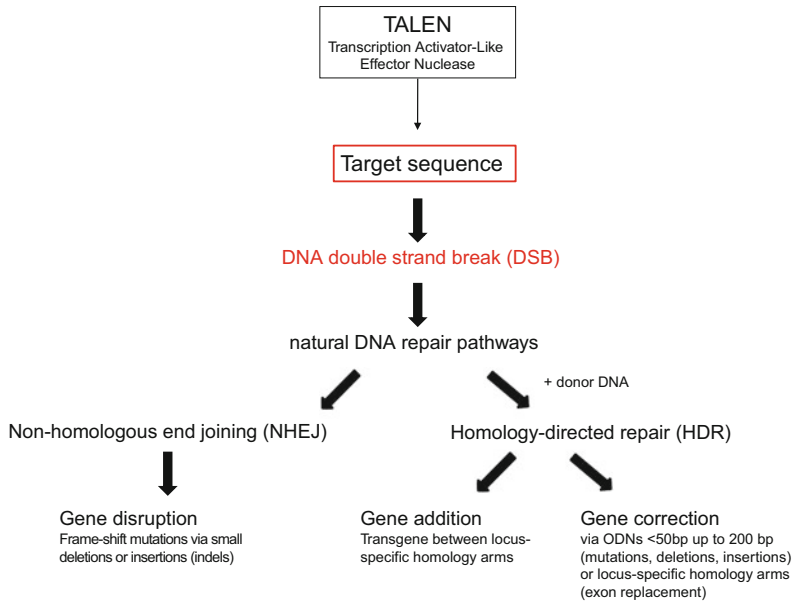 TALEN
Transcription Activator-Like
Effector Nuclease
Target sequence
DNA double strand break (DSB)
natural DNA repair pathways
+ donor DNA
Non-homologous end joining (NHEJ)
Homology-directed repair (HDR)
Gene disruption
Frame-shift mutations via small
deletions or insertions (indels)
Gene addition
Transgene between locus-
specific homology arms
Gene correction
via ODNs <50bp up to 200 bp
(mutations, deletions, insertions)
or locus-specific homology arms
(exon replacement)